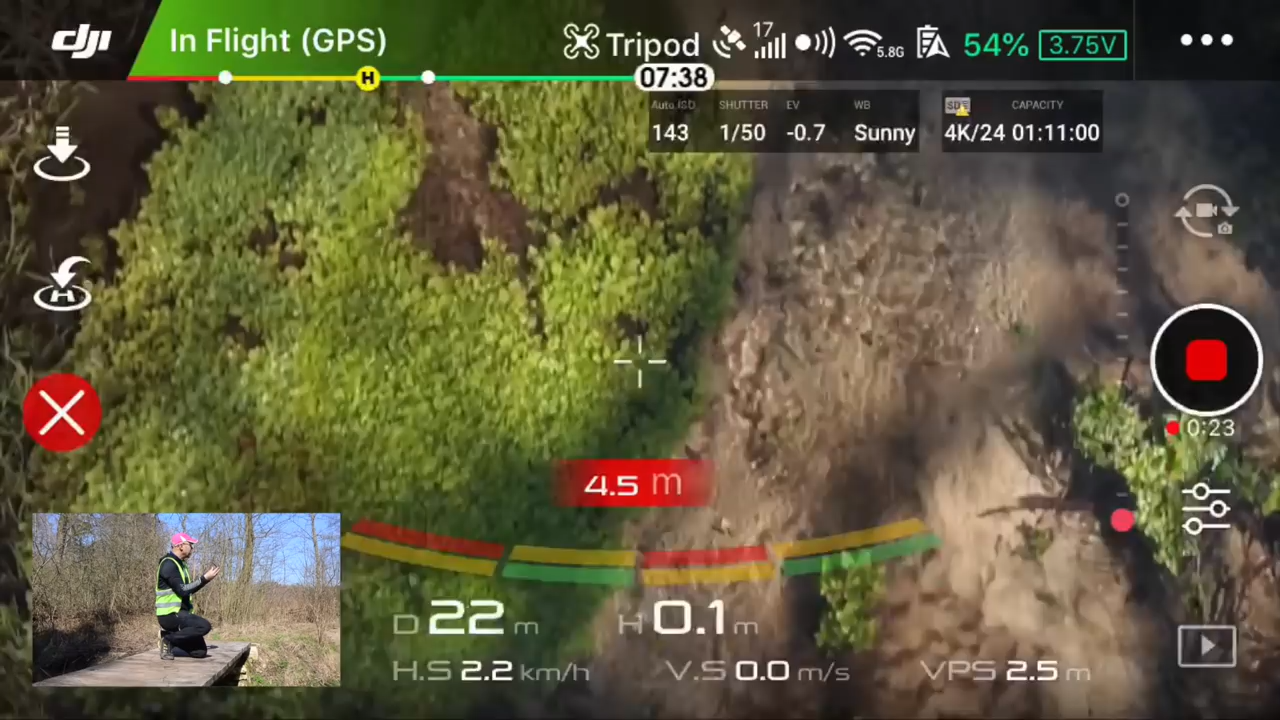 dji In Flight (GPS) Tripod 17 5.8G 54% 3.75V
H 07:38
Auto ISO SHUTTER EV WB SD CAPACITY
143 1/50 -0.7 Sunny 4K/24 01:11:00
H
0:23
4.5 m
D 22 m H 0.1 m
H.S 2.2 km/h V.S 0.0 m/s VPS 2.5 m